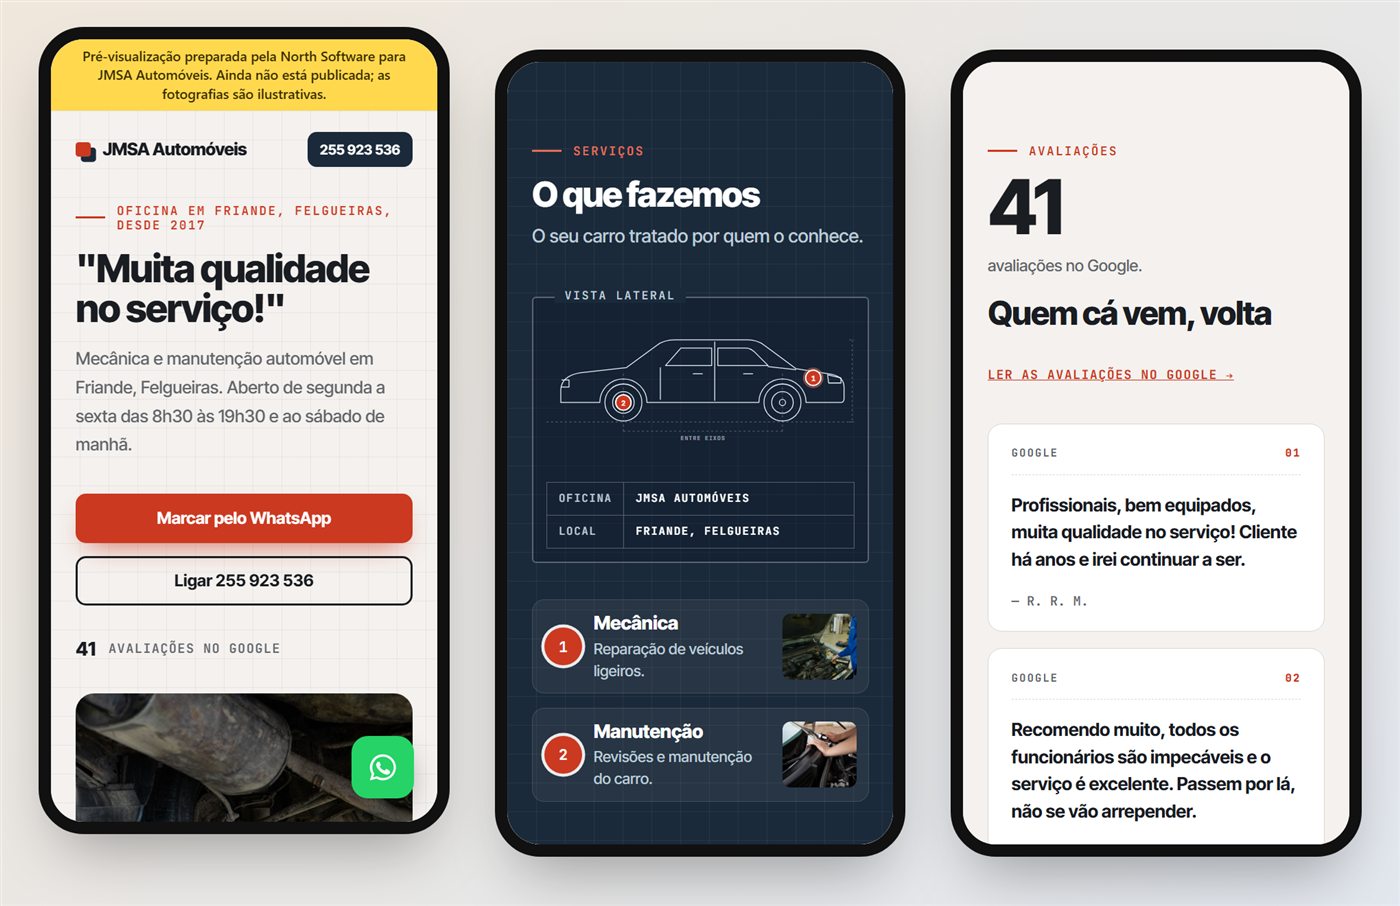 Pré-visualização preparada pela North Software para
JMSA Automóveis. Ainda não está publicada; as
fotografias são ilustrativas.
JMSA Automóveis
255 923 536
OFICINA EM FRIANDE, FELGUEIRAS,
DESDE 2017
"Muita qualidade
no serviço!"
Mecânica e manutenção automóvel em
Friande, Felgueiras. Aberto de segunda a
sexta das 8h30 às 19h30 e ao sábado de
manhã.
Marcar pelo WhatsApp
Ligar 255 923 536
41 AVALIAÇÕES NO GOOGLE
SERVIÇOS
O que fazemos
O seu carro tratado por quem o conhece.
VISTA LATERAL
1
2
ENTRE EIXOS
OFICINA JMSA AUTOMÓVEIS
LOCAL FRIANDE, FELGUEIRAS
1
Mecânica
Reparação de veículos
ligeiros.
2
Manutenção
Revisões e manutenção
do carro.
AVALIAÇÕES
41
avaliações no Google.
Quem cá vem, volta
LER AS AVALIAÇÕES NO GOOGLE →
GOOGLE 01
Profissionais, bem equipados,
muita qualidade no serviço! Cliente
há anos e irei continuar a ser.
— R. R. M.
GOOGLE 02
Recomendo muito, todos os
funcionários são impecáveis e o
serviço é excelente. Passem por lá,
não se vão arrepender.